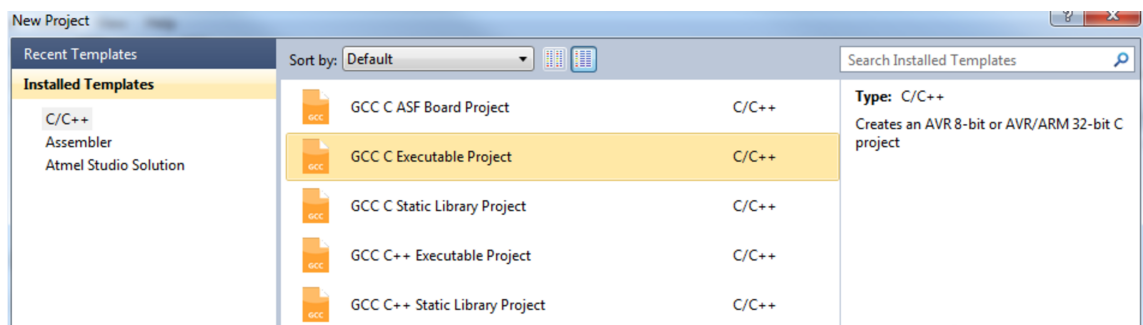 New Project
Recent Templates
Installed Templates
C/C++
Assembler
Atmel Studio Solution
Sort by: Default
GCC C ASF Board Project C/C++
GCC C Executable Project C/C++
GCC C Static Library Project C/C++
GCC C++ Executable Project C/C++
GCC C++ Static Library Project C/C++
GCC
GCC
GCC
GCC
GCC
Search Installed Templates
Type: C/C++
Creates an AVR 8-bit or AVR/ARM 32-bit C
project